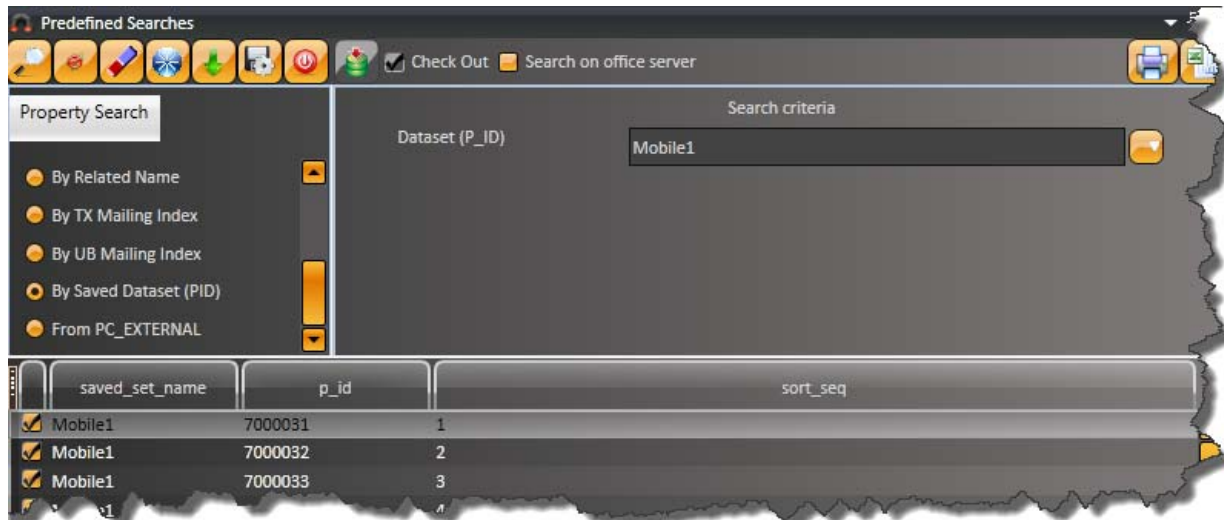 Predefined Searches
Check Out Search on office server
Property Search
Search criteria
Dataset (P_ID) Mobile1
By Related Name
By TX Mailing Index
By UB Mailing Index
By Saved Dataset (PID)
From PC_EXTERNAL
saved_set_name p_id sort_seq
Mobile1 7000031 1
Mobile1 7000032 2
Mobile1 7000033 3